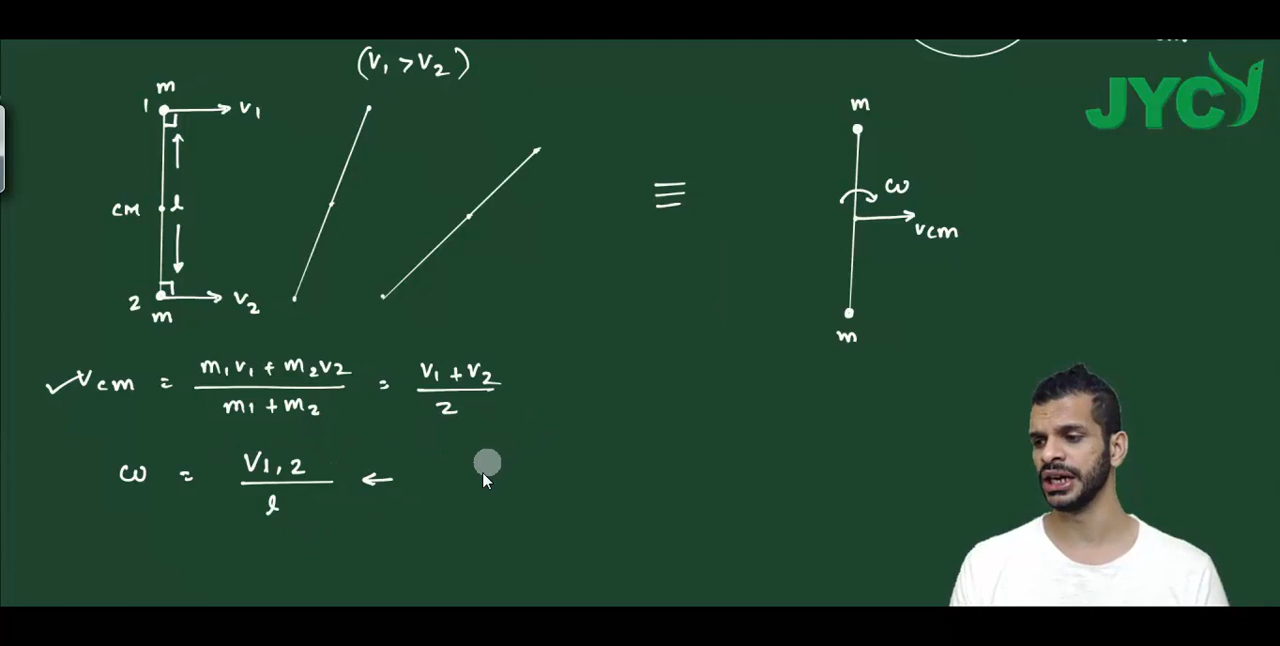 (V1 > V2)
JYC
m
1
V1
m
ω
CM
l
Vcm
2
V2
m
m
Vcm = m1V1 + m2V2 / m1 + m2 = V1 + V2 / 2
ω = V1,2 / l ←